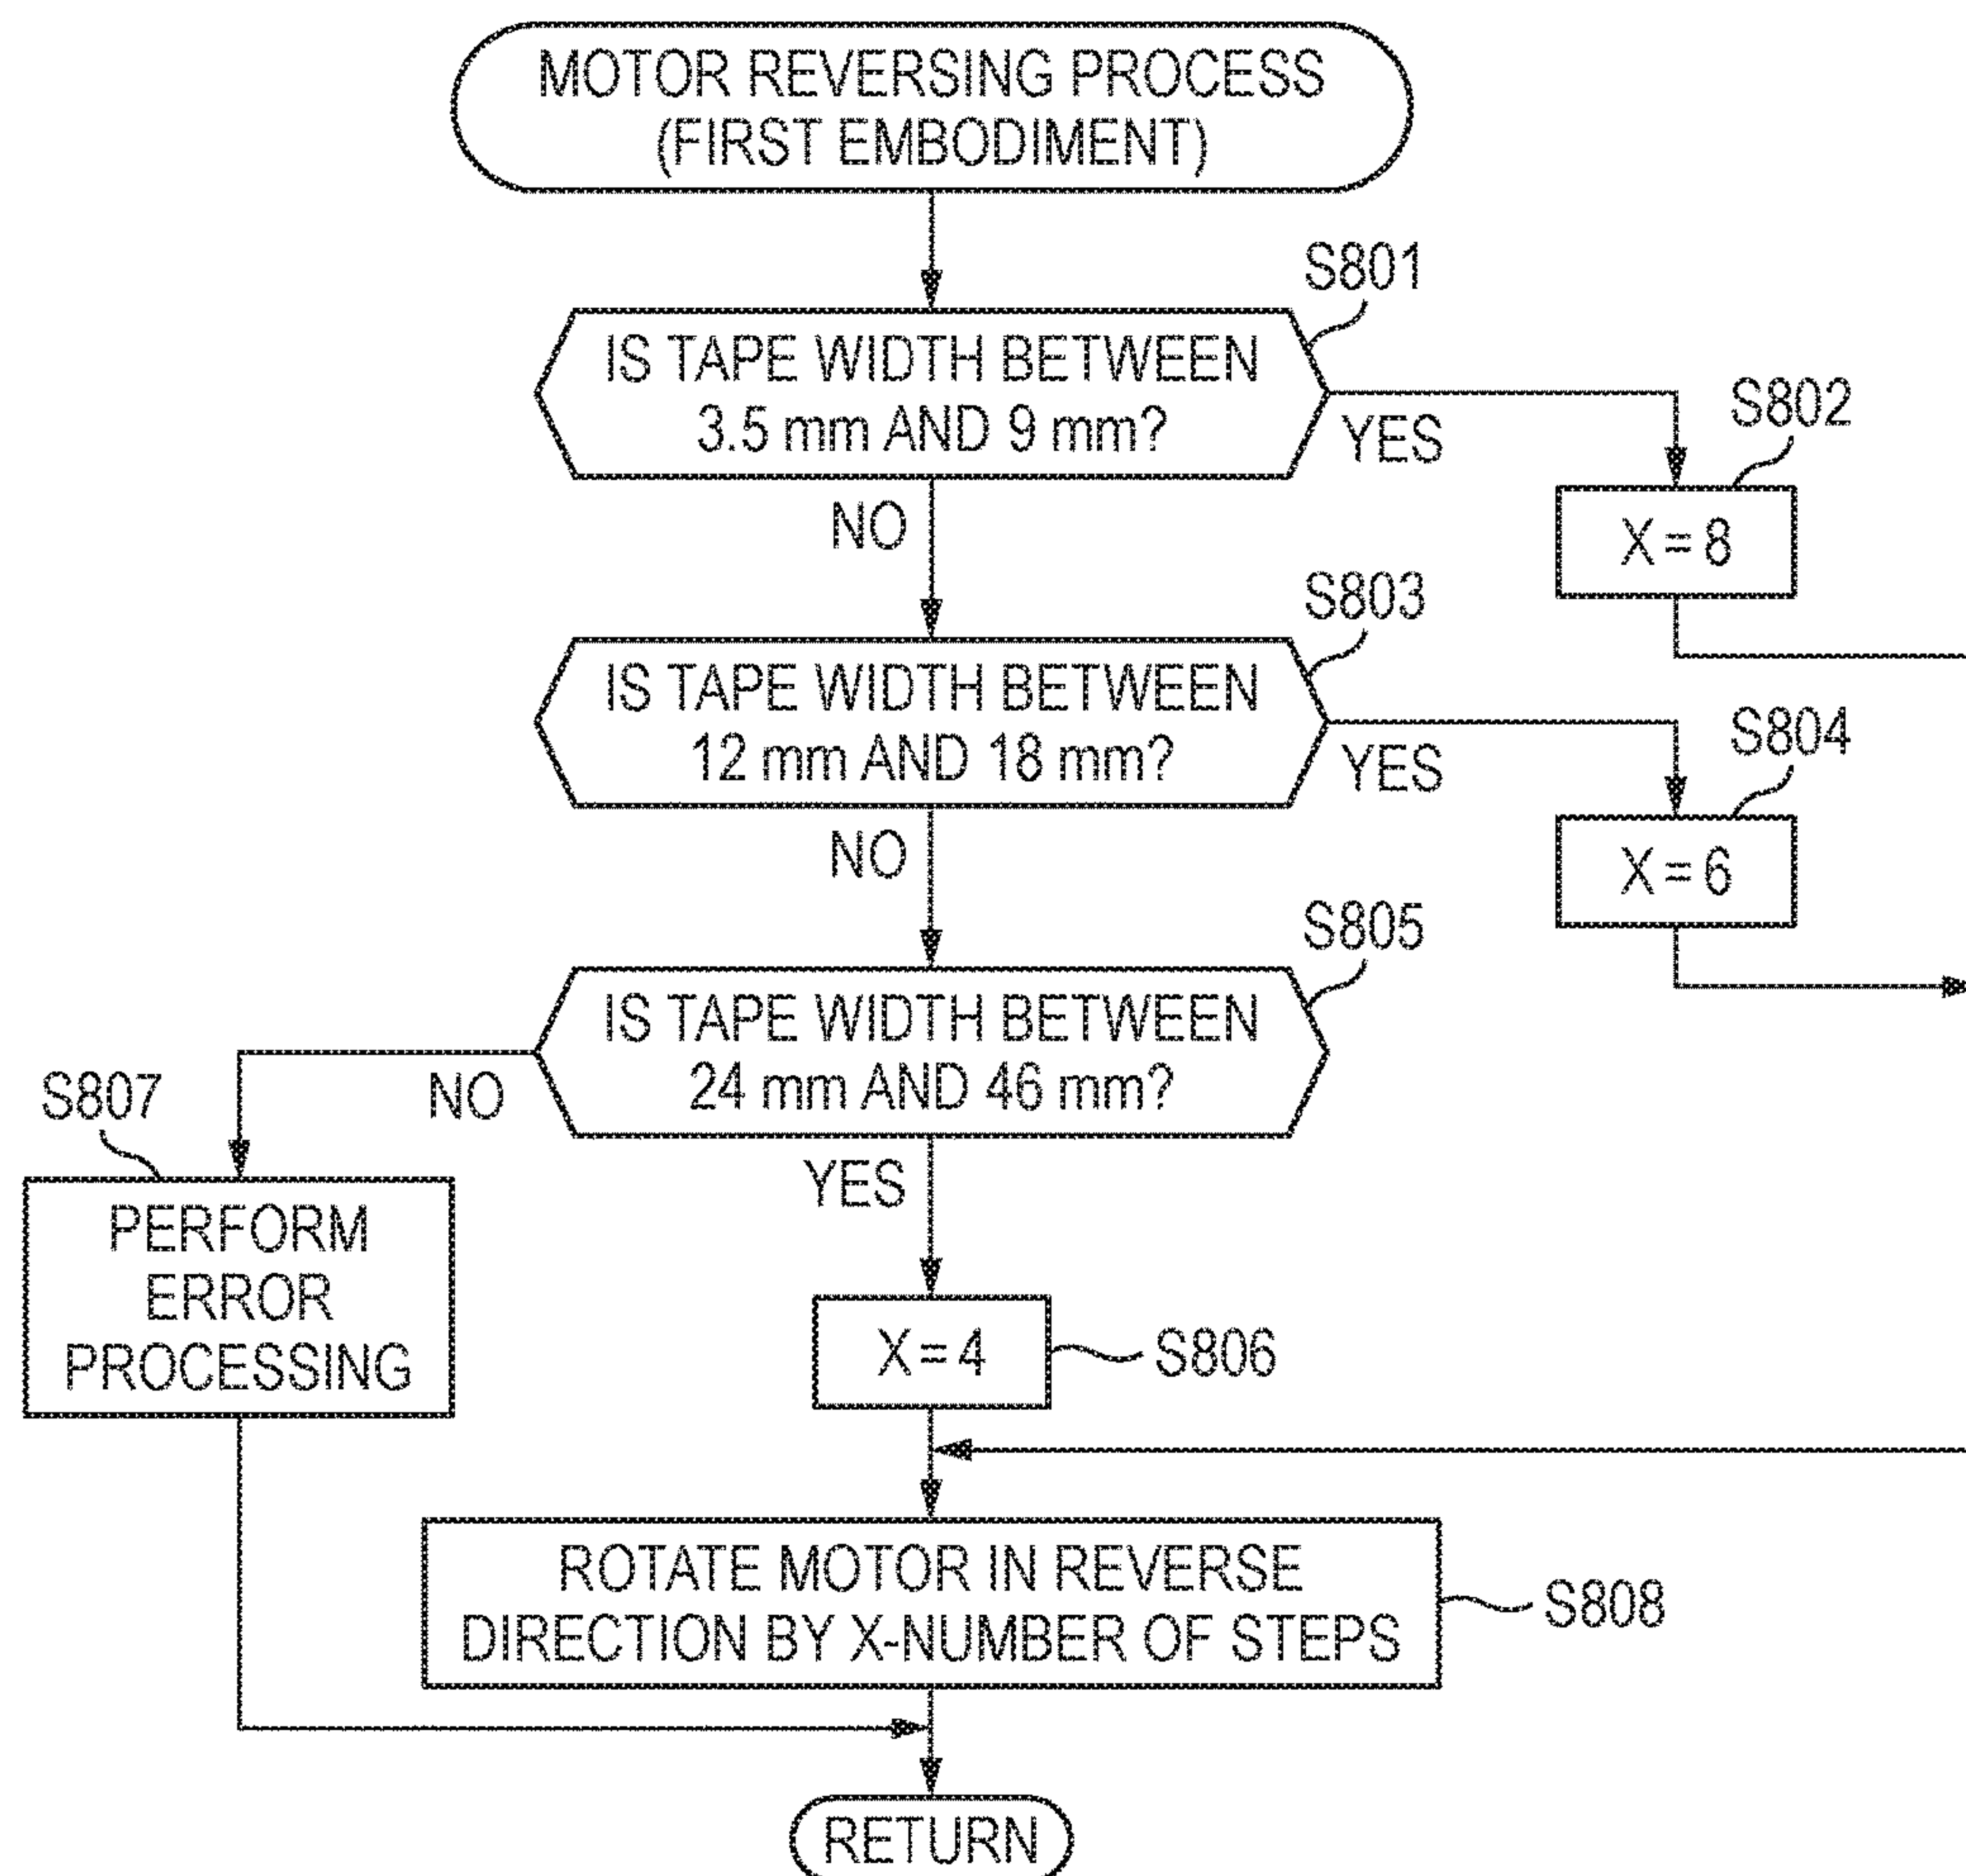 MOTOR REVERSING PROCESS
(FIRST EMBODIMENT)
S801
IS TAPE WIDTH BETWEEN
3.5 mm AND 9 mm?
YES
S802
X = 8
NO
S803
IS TAPE WIDTH BETWEEN
12 mm AND 18 mm?
YES
S804
X = 6
NO
S805
IS TAPE WIDTH BETWEEN
24 mm AND 46 mm?
NO
S807
PERFORM
ERROR
PROCESSING
YES
X = 4
S806
ROTATE MOTOR IN REVERSE
DIRECTION BY X-NUMBER OF STEPS
S808
RETURN